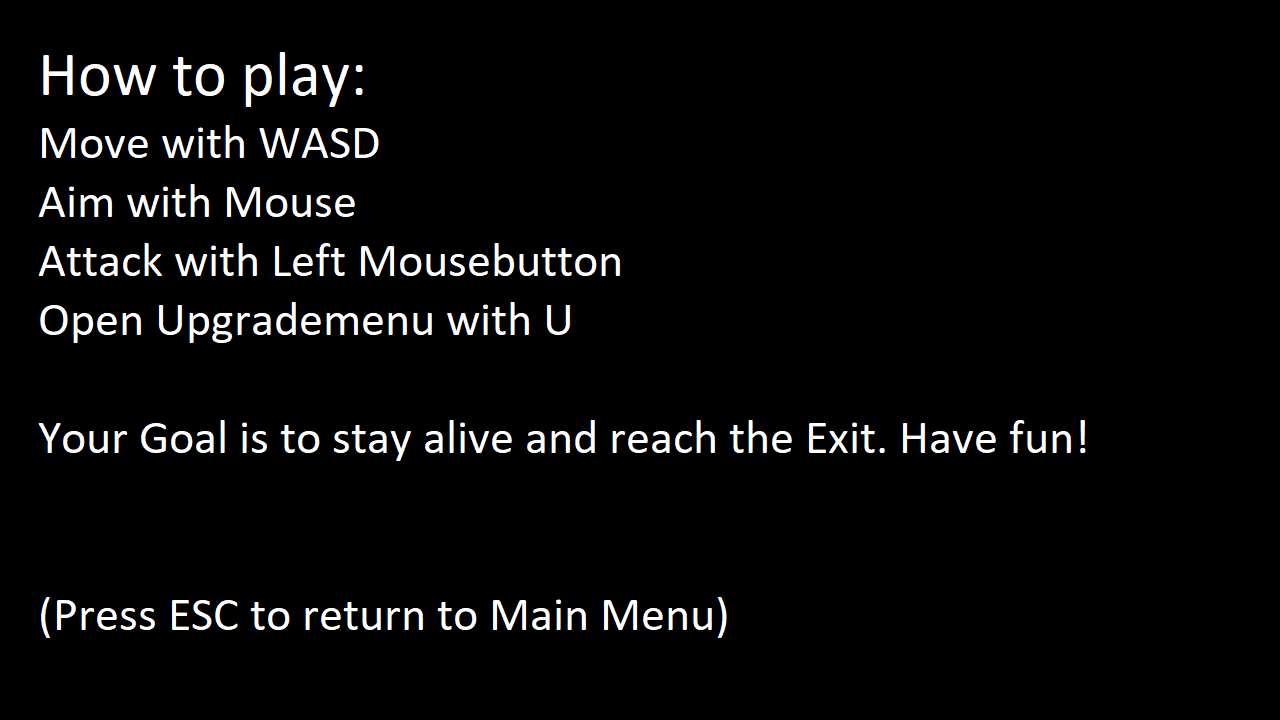 How to play:
Move with WASD
Aim with Mouse
Attack with Left Mousebutton
Open Upgrademenu with U
Your Goal is to stay alive and reach the Exit. Have fun!
(Press ESC to return to Main Menu)